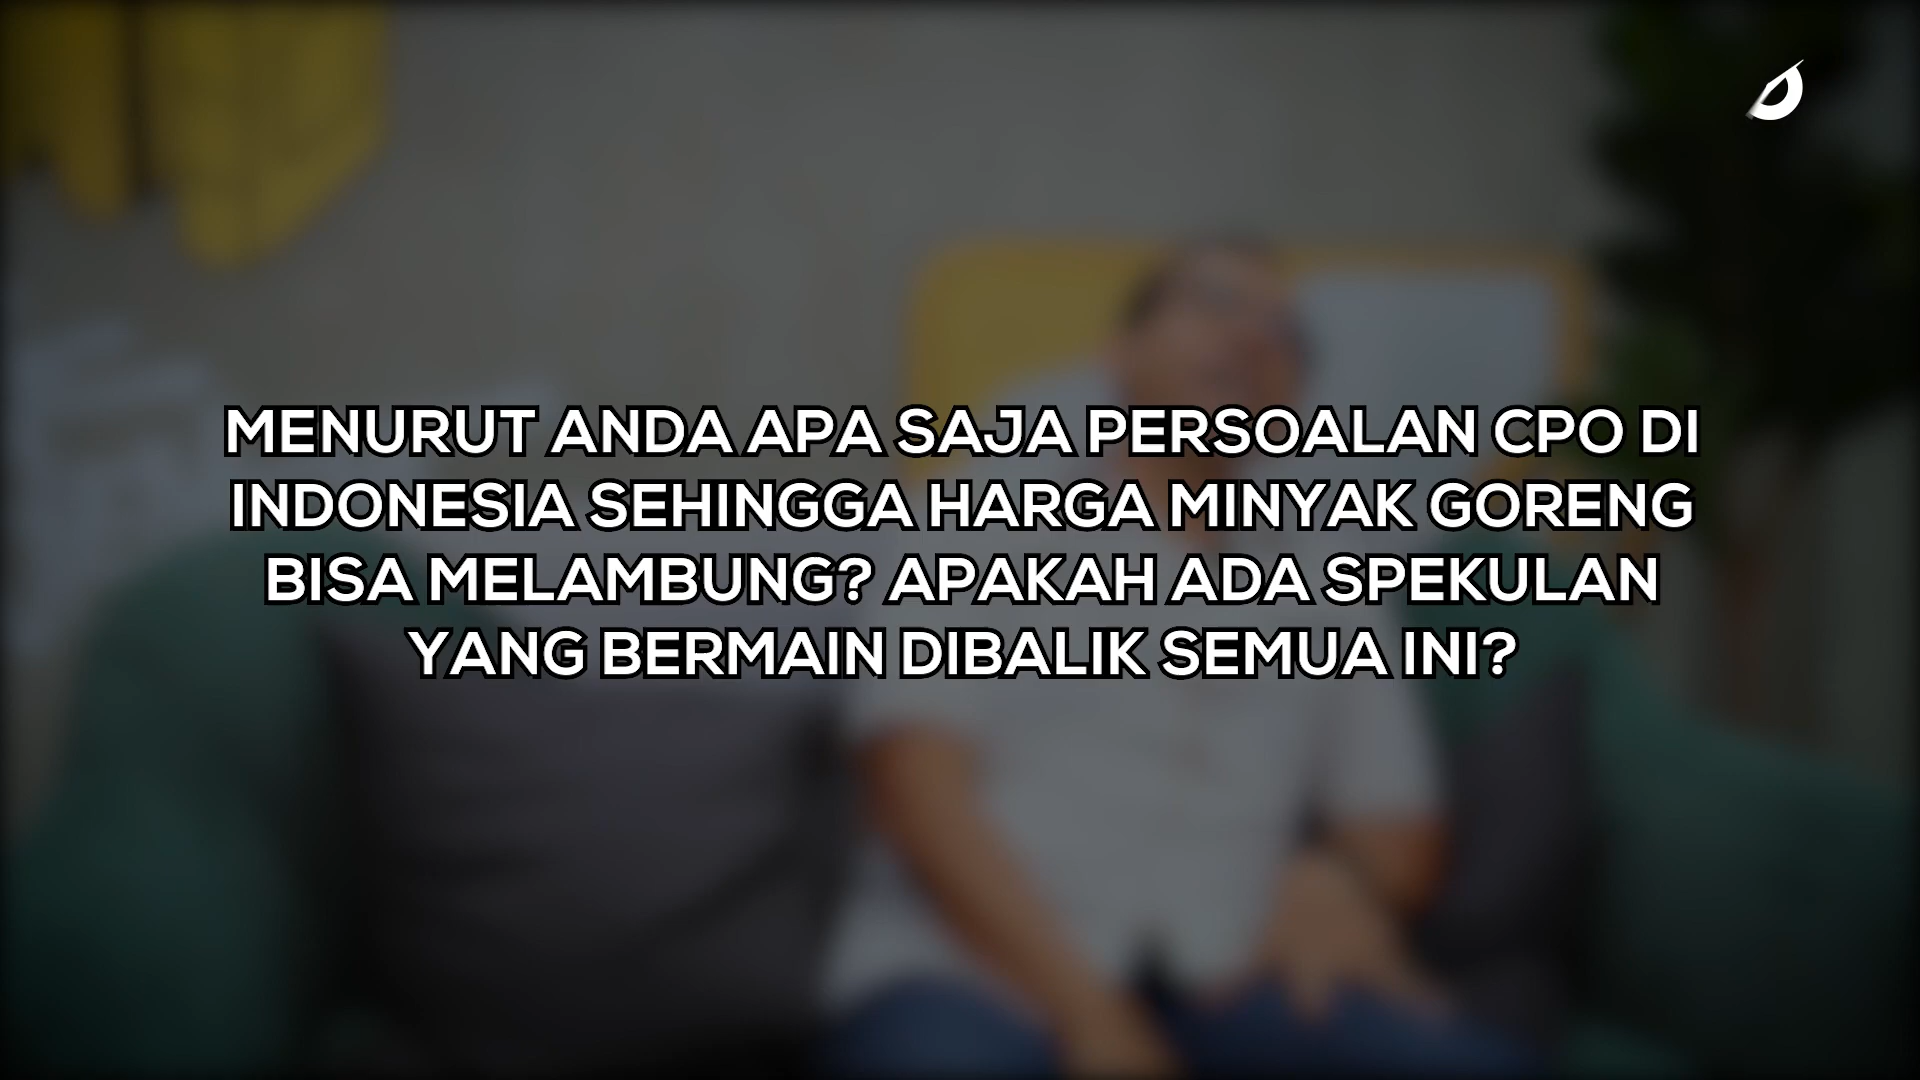 MENURUT ANDA APA SAJA PERSOALAN CPO DI
INDONESIA SEHINGGA HARGA MINYAK GORENG
BISA MELAMBUNG? APAKAH ADA SPEKULAN
YANG BERMAIN DIBALIK SEMUA INI?